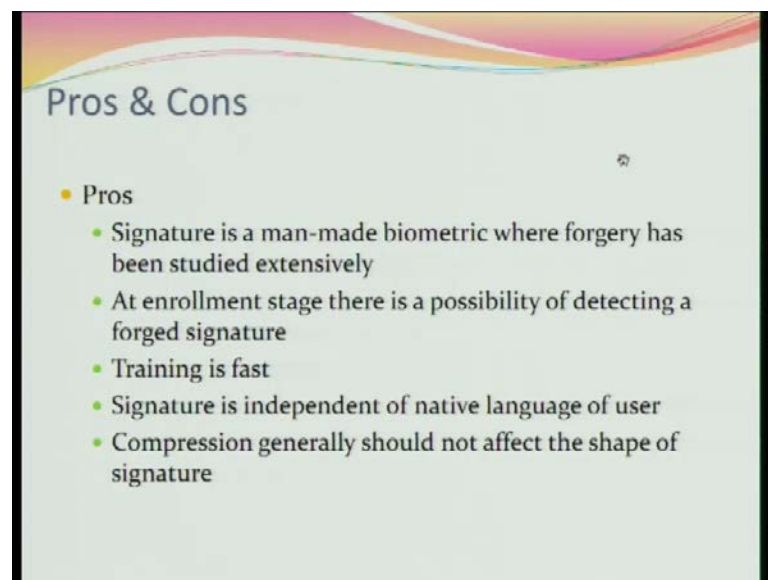 Pros & Cons
Pros
Signature is a man-made biometric where forgery has
been studied extensively
At enrollment stage there is a possibility of detecting a
forged signature
Training is fast
Signature is independent of native language of user
Compression generally should not affect the shape of
signature